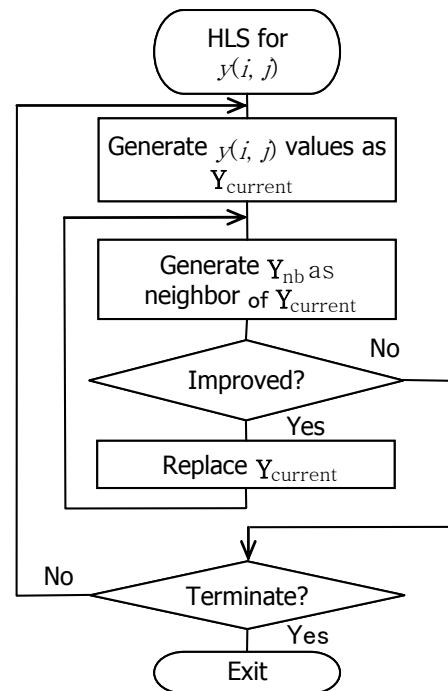 HLS for
y(i, j)
Generate y(i, j) values as
Ycurrent
Generate Ynb as
neighbor of Ycurrent
No
Improved?
Yes
Replace Ycurrent
No
Terminate?
Yes
Exit